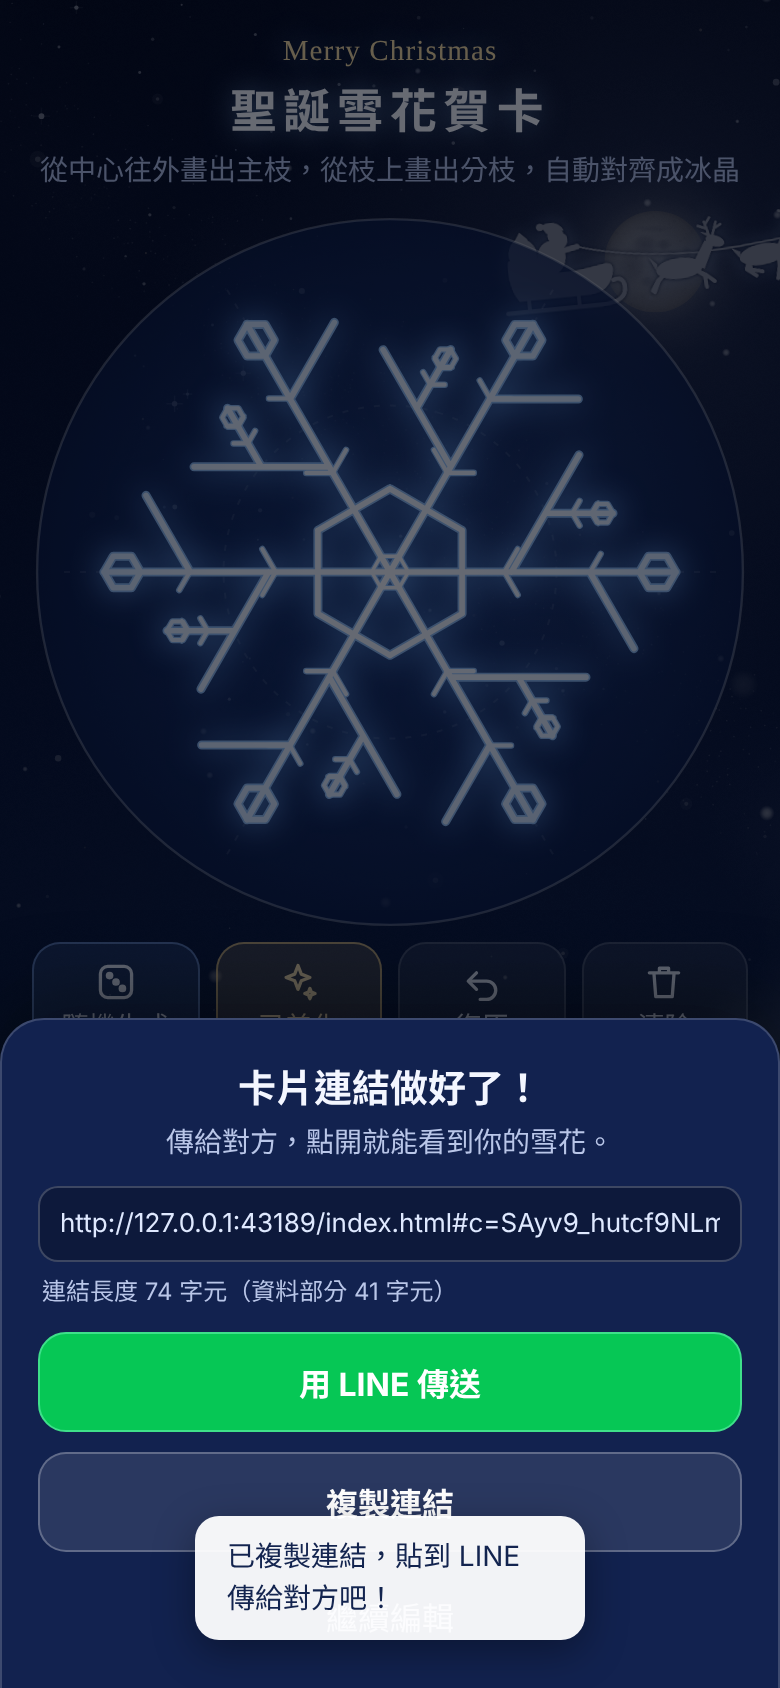 Merry Christmas
聖誕雪花賀卡
從中心往外畫出主枝，從枝上畫出分枝，自動對齊成冰晶
卡片連結做好了！
傳給對方，點開就能看到你的雪花。
http://127.0.0.1:43189/index.html#c=SAyv9_hutcf9NLm
連結長度 74 字元（資料部分 41 字元）
用 LINE 傳送
複製連結
已複製連結，貼到 LINE
傳給對方吧！
繼續編輯